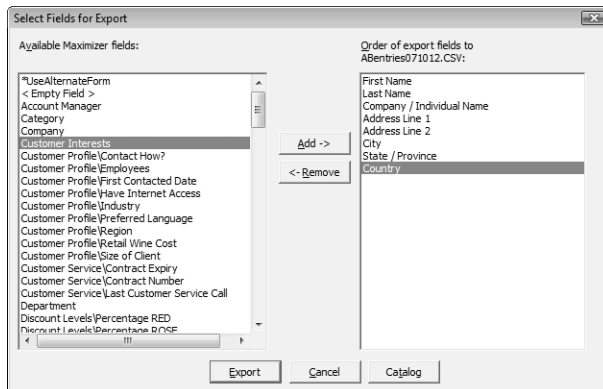 Select Fields for Export
Available Maximizer fields:
*UseAlternateForm
< Empty Field >
Account Manager
Category
Company
Customer Interests
Customer Profile\Contact How?
Customer Profile\Employees
Customer Profile\First Contacted Date
Customer Profile\Have Internet Access
Customer Profile\Industry
Customer Profile\Preferred Language
Customer Profile\Region
Customer Profile\Retail Wine Cost
Customer Profile\Size of Client
Customer Service\Contract Expiry
Customer Service\Contract Number
Customer Service\Last Customer Service Call
Department
Discount Levels\Percentage RED
Discount Levels\Percentage ROSE
Add ->
<- Remove
Order of export fields to
ABentries071012.CSV:
First Name
Last Name
Company / Individual Name
Address Line 1
Address Line 2
City
State / Province
Country
Export
Cancel
Catalog